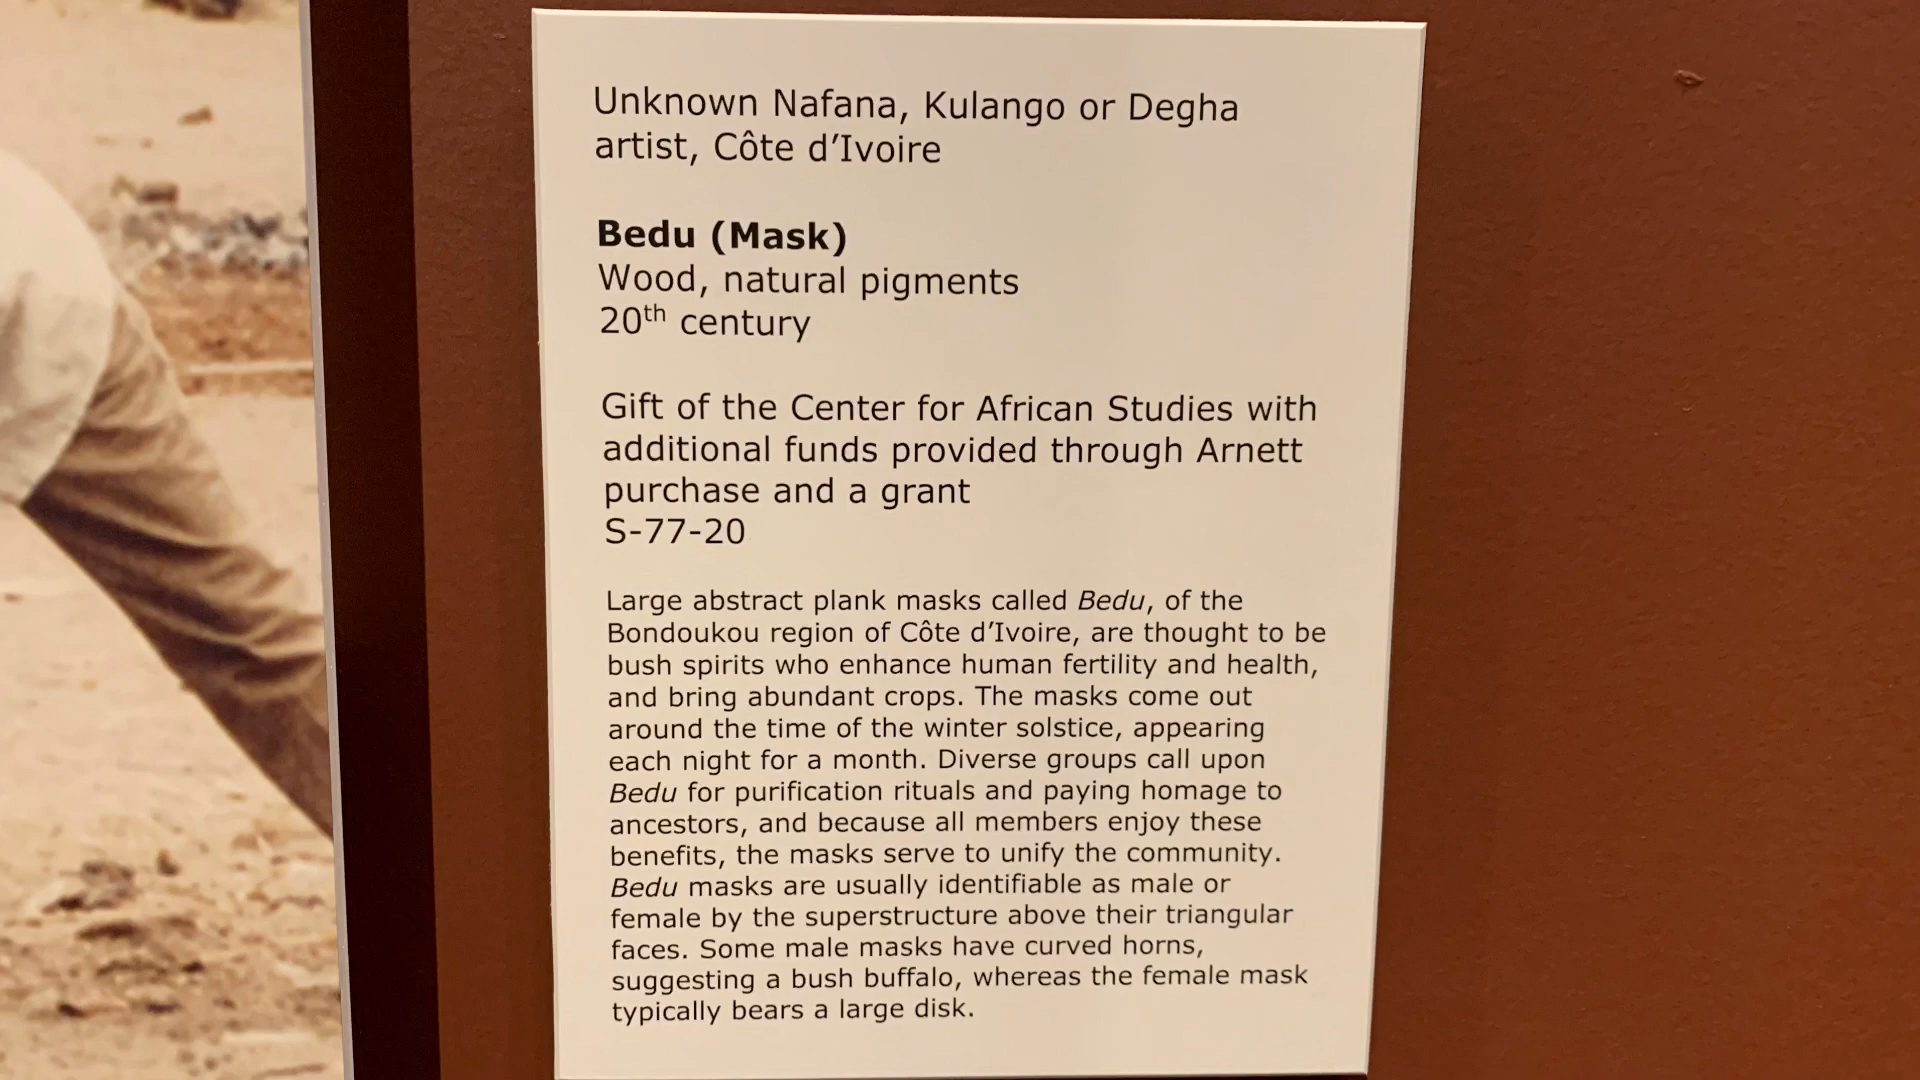 Unknown Nafana, Kulango or Degha
artist, Côte d’Ivoire
Bedu (Mask)
Wood, natural pigments
20th century
Gift of the Center for African Studies with
additional funds provided through Arnett
purchase and a grant
S-77-20
Large abstract plank masks called Bedu, of the
Bondoukou region of Côte d’Ivoire, are thought to be
bush spirits who enhance human fertility and health,
and bring abundant crops. The masks come out
around the time of the winter solstice, appearing
each night for a month. Diverse groups call upon
Bedu for purification rituals and paying homage to
ancestors, and because all members enjoy these
benefits, the masks serve to unify the community.
Bedu masks are usually identifiable as male or
female by the superstructure above their triangular
faces. Some male masks have curved horns,
suggesting a bush buffalo, whereas the female mask
typically bears a large disk.